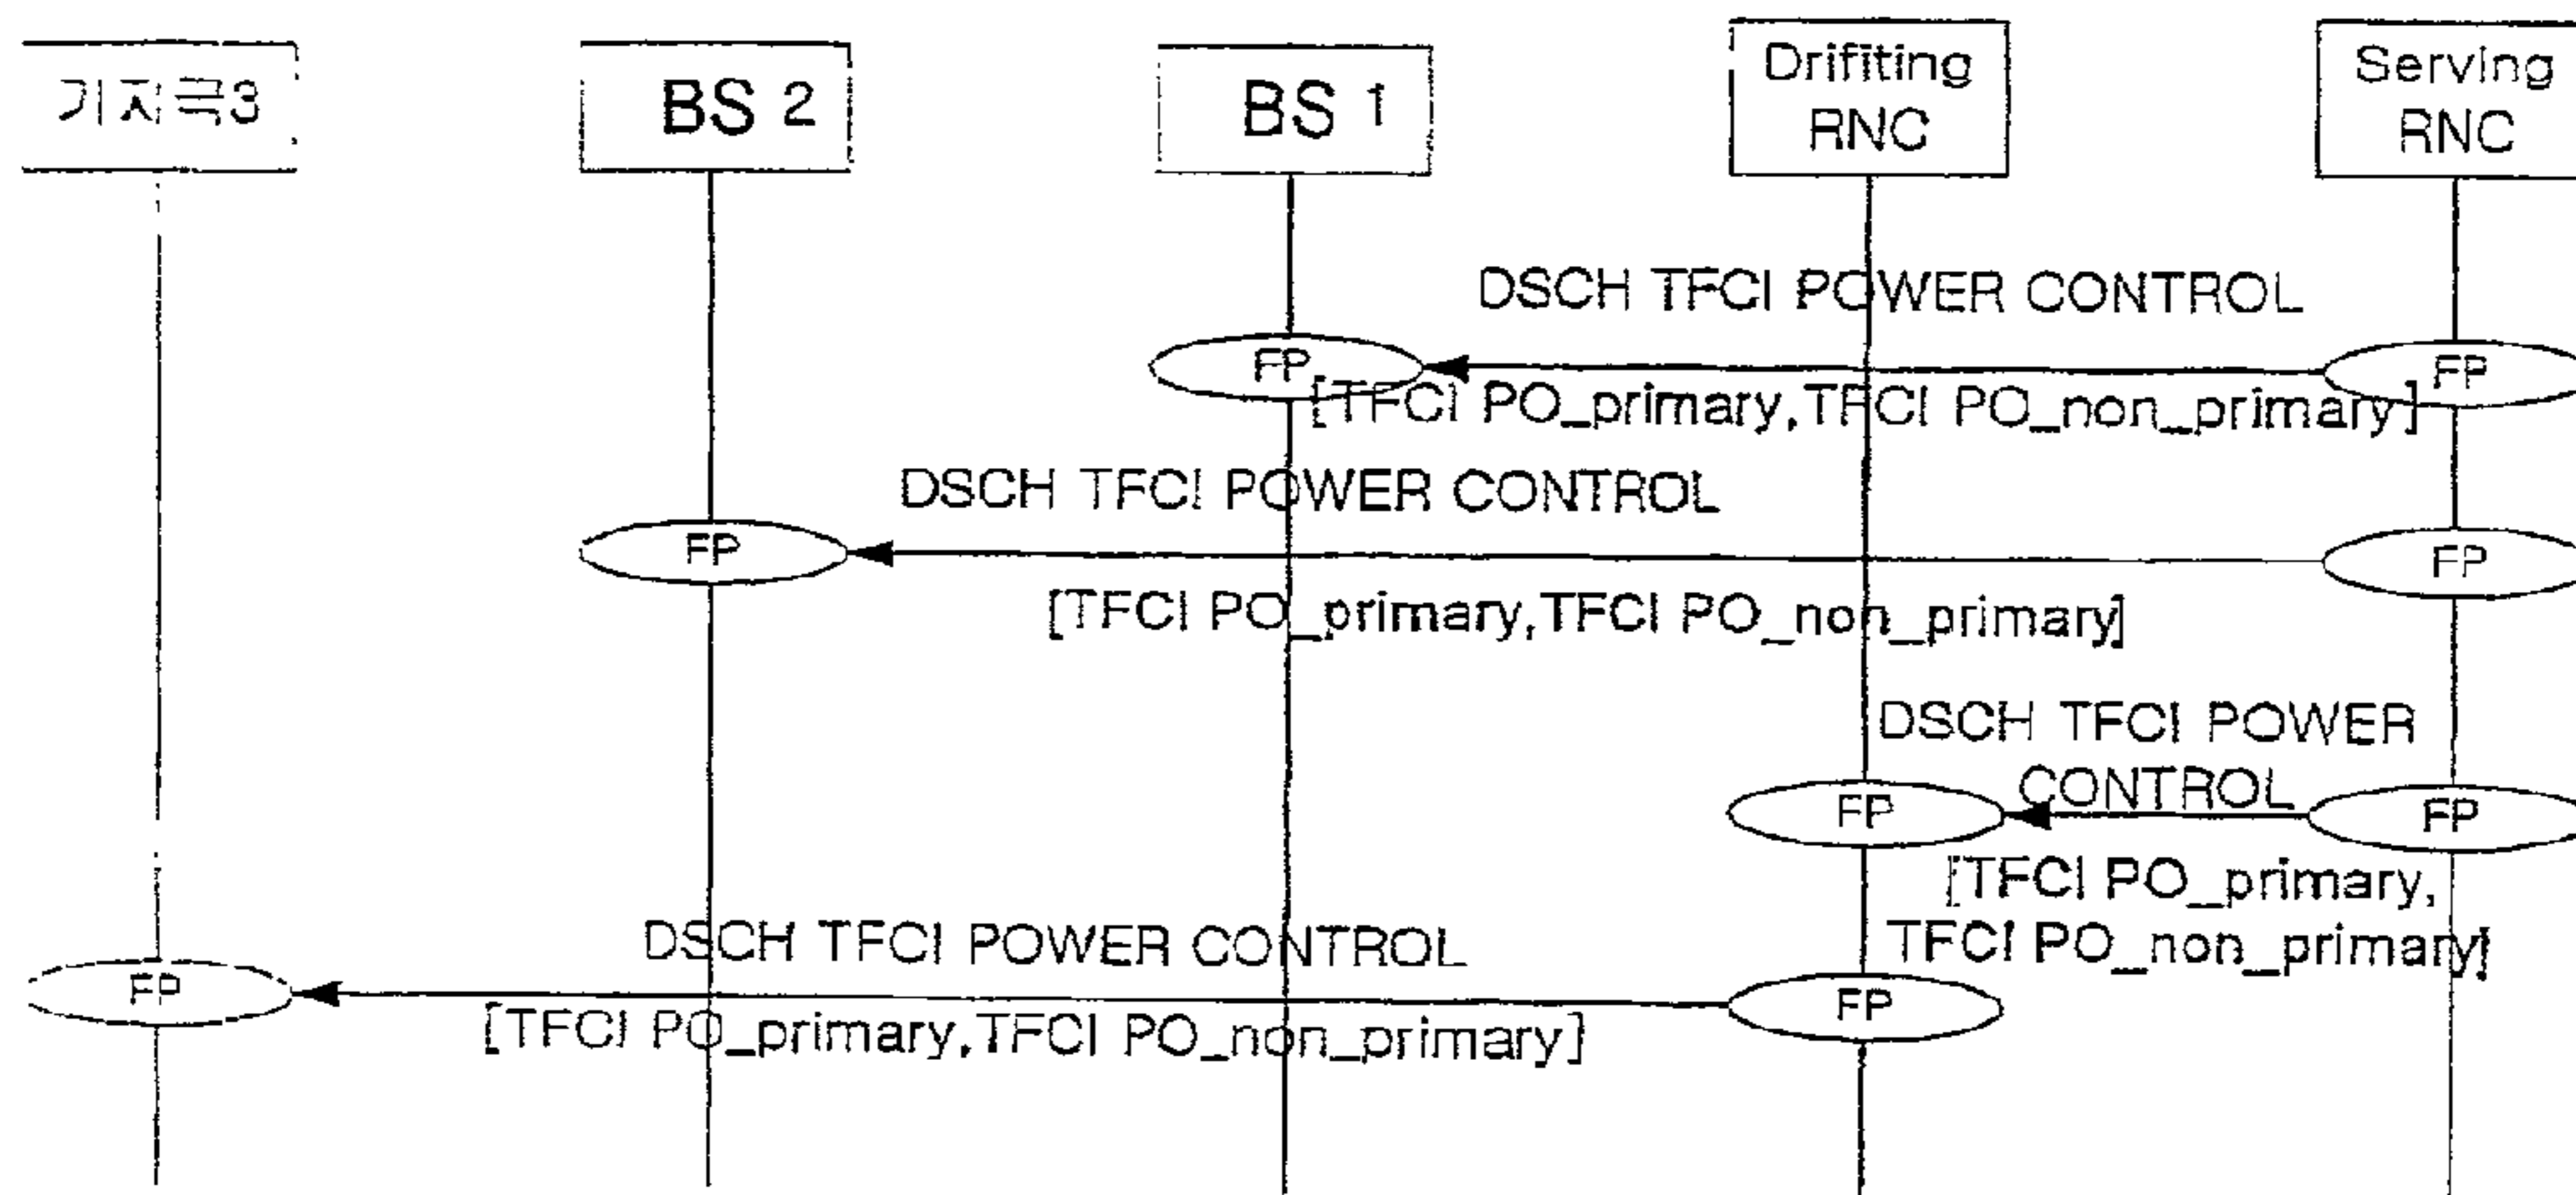 기지국3
BS 2
BS 1
Drifiting
RNC
Serving
RNC
DSCH TFCI POWER CONTROL
FP
FP
[TFCI PO_primary,TFCI PO_non_primary]
DSCH TFCI POWER CONTROL
FP
FP
[TFCI PO_primary,TFCI PO_non_primary]
DSCH TFCI POWER
CONTROL
FP
FP
[TFCI PO_primary,
TFCI PO_non_primary]
DSCH TFCI POWER CONTROL
FP
FP
[TFCI PO_primary,TFCI PO_non_primary]